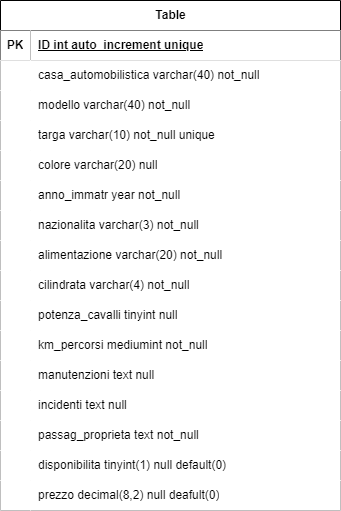 Table
PK ID int auto_increment unique
casa_automobilistica varchar(40) not_null
modello varchar(40) not_null
targa varchar(10) not_null unique
colore varchar(20) null
anno_immatr year not_null
nazionalita varchar(3) not_null
alimentazione varchar(20) not_null
cilindrata varchar(4) not_null
potenza_cavalli tinyint null
km_percorsi mediumint not_null
manutenzioni text null
incidenti text null
passag_proprieta text not_null
disponibilita tinyint(1) null default(0)
prezzo decimal(8,2) null deafult(0)